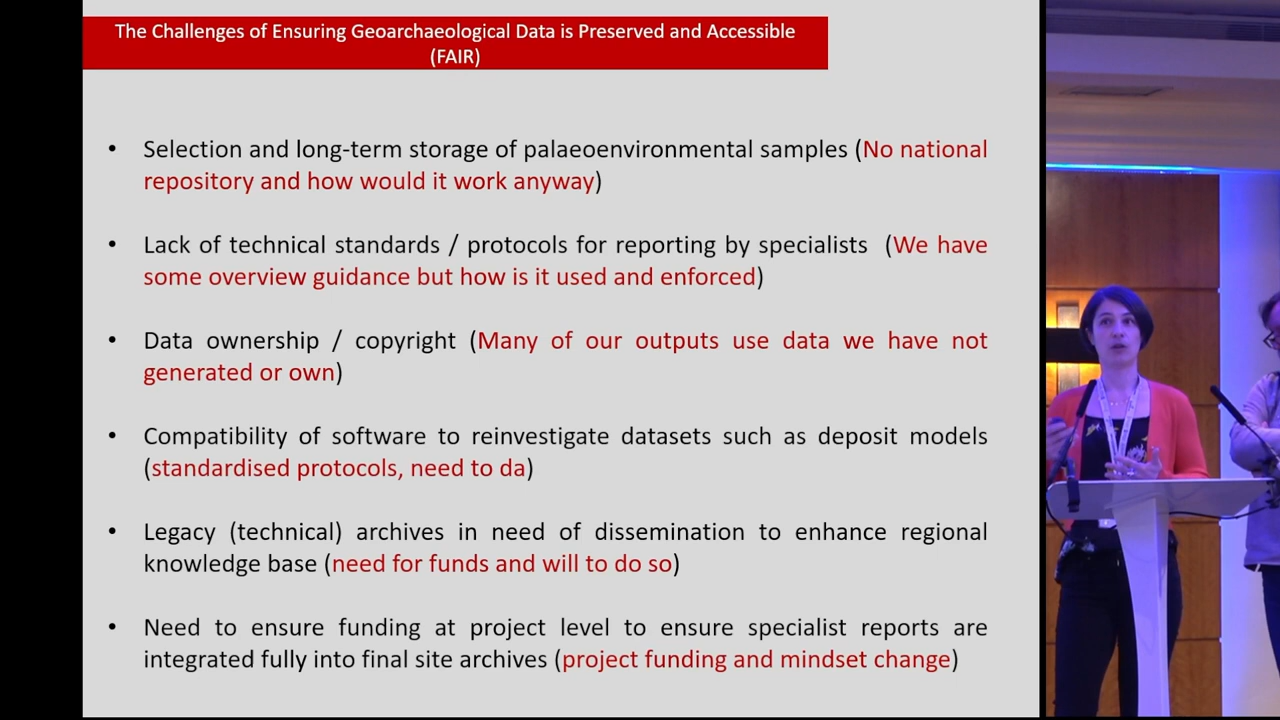 The Challenges of Ensuring Geoarchaeological Data is Preserved and Accessible
(FAIR)
• Selection and long-term storage of palaeoenvironmental samples (No national
repository and how would it work anyway)
• Lack of technical standards / protocols for reporting by specialists (We have
some overview guidance but how is it used and enforced)
• Data ownership / copyright (Many of our outputs use data we have not
generated or own)
• Compatibility of software to reinvestigate datasets such as deposit models
(standardised protocols, need to da)
• Legacy (technical) archives in need of dissemination to enhance regional
knowledge base (need for funds and will to do so)
• Need to ensure funding at project level to ensure specialist reports are
integrated fully into final site archives (project funding and mindset change)